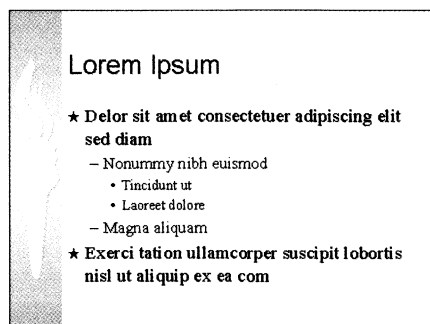 Lorem Ipsum
★ Delor sit amet consectetuer adipiscing elit
sed diam
– Nonummy nibh euismod
• Tincidunt ut
• Laoreet dolore
– Magna aliquam
★ Exerci tation ullamcorper suscipit lobortis
nisl ut aliquip ex ea com